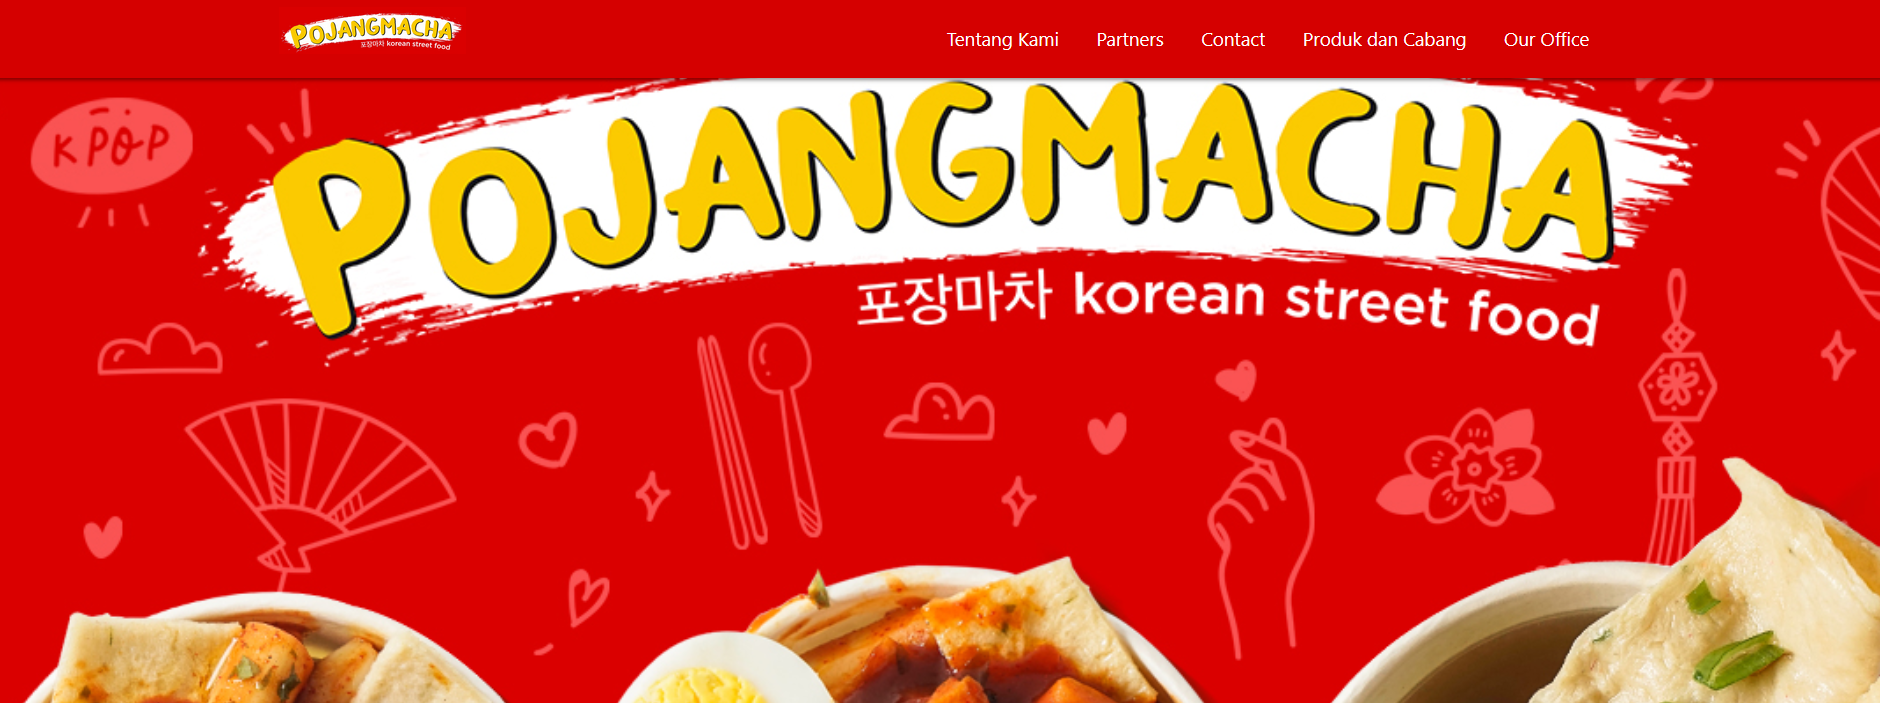 POJANGMACHA
포장마차 korean street food
Tentang Kami Partners Contact Produk dan Cabang Our Office
KPOP
POJANGMACHA
포장마차 korean street food